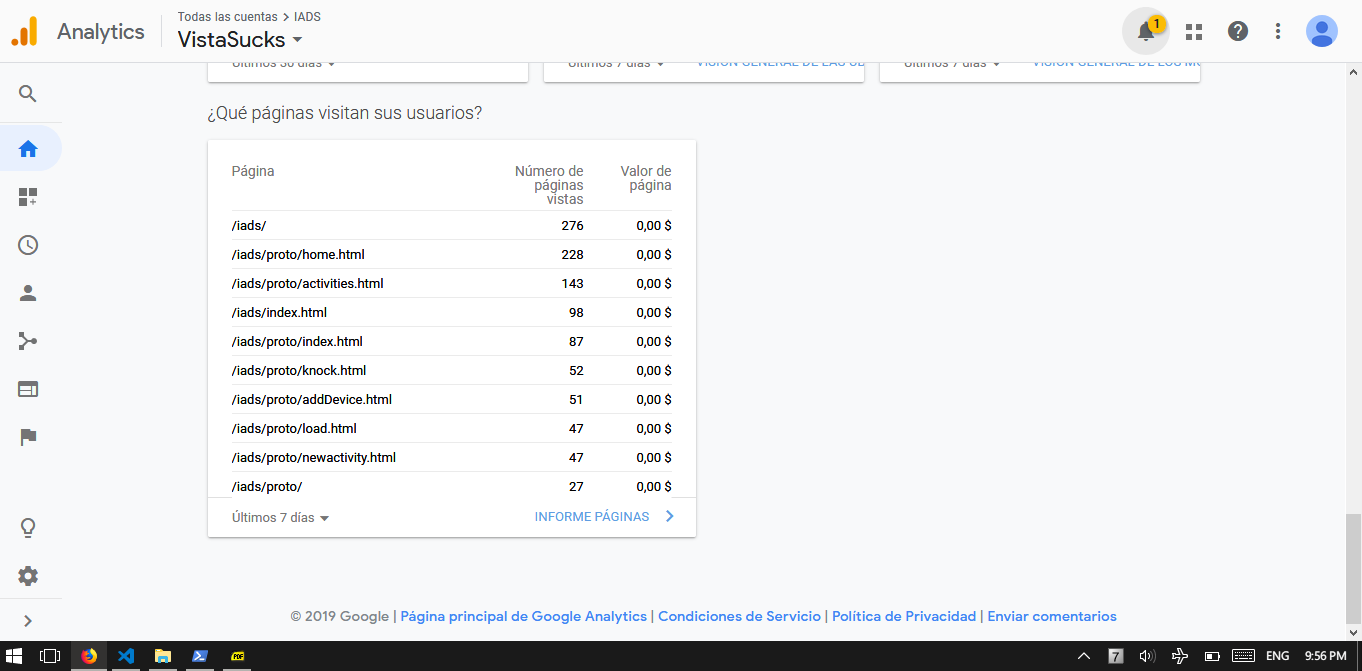 Todas las cuentas > IADS
1
Analytics
VistaSucks
Últimos 30 días
Últimos 7 días
VISIÓN GENERAL DE LAS
Últimos 7 días
VISIÓN GENERAL DE LOS
¿Qué páginas visitan sus usuarios?
Página Número de páginas vistas Valor de página
/iads/ 276 0,00 $
/iads/proto/home.html 228 0,00 $
/iads/proto/activities.html 143 0,00 $
/iads/index.html 98 0,00 $
/iads/proto/index.html 87 0,00 $
/iads/proto/knock.html 52 0,00 $
/iads/proto/addDevice.html 51 0,00 $
/iads/proto/load.html 47 0,00 $
/iads/proto/newactivity.html 47 0,00 $
/iads/proto/ 27 0,00 $
Últimos 7 días INFORME PÁGINAS
© 2019 Google | Página principal de Google Analytics | Condiciones de Servicio | Política de Privacidad | Enviar comentarios
7 ENG 9:56 PM